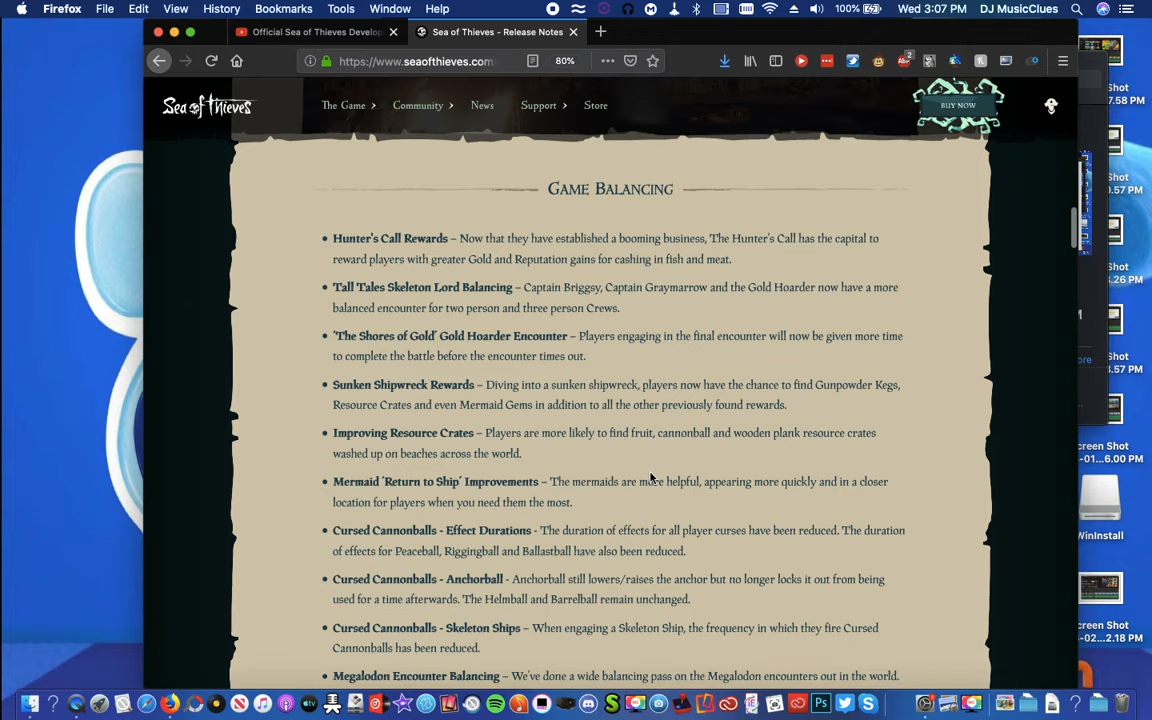 Firefox File Edit View History Bookmarks Tools Window Help 100% Wed 3:07 PM DJ MusicClues
Official Sea of Thieves Develop Sea of Thieves - Release Notes
https://www.seaofthieves.com 80% 2
Sea of Thieves The Game Community News Support Store BUY NOW
Shot
7.58 PM
Shot
0.57 PM
Shot
3.26 PM
Shot
3.57 PM
creen Shot
-01...6.00 PM
WinInstall
creen Shot
-02...2.18 PM
GAME BALANCING
• Hunter's Call Rewards – Now that they have established a booming business, The Hunter's Call has the capital to
reward players with greater Gold and Reputation gains for cashing in fish and meat.
• Tall Tales Skeleton Lord Balancing – Captain Briggsy, Captain Graymarrow and the Gold Hoarder now have a more
balanced encounter for two person and three person Crews.
• 'The Shores of Gold' Gold Hoarder Encounter – Players engaging in the final encounter will now be given more time
to complete the battle before the encounter times out.
• Sunken Shipwreck Rewards – Diving into a sunken shipwreck, players now have the chance to find Gunpowder Kegs,
Resource Crates and even Mermaid Gems in addition to all the other previously found rewards.
• Improving Resource Crates – Players are more likely to find fruit, cannonball and wooden plank resource crates
washed up on beaches across the world.
• Mermaid 'Return to Ship' Improvements – The mermaids are more helpful, appearing more quickly and in a closer
location for players when you need them the most.
• Cursed Cannonballs - Effect Durations - The duration of effects for all player curses have been reduced. The duration
of effects for Peaceball, Riggingball and Ballastball have also been reduced.
• Cursed Cannonballs - Anchorball - Anchorball still lowers/raises the anchor but no longer locks it out from being
used for a time afterwards. The Helmball and Barrelball remain unchanged.
• Cursed Cannonballs - Skeleton Ships – When engaging a Skeleton Ship, the frequency in which they fire Cursed
Cannonballs has been reduced.
• Megalodon Encounter Balancing – We've done a wide balancing pass on the Megalodon encounters out in the world.